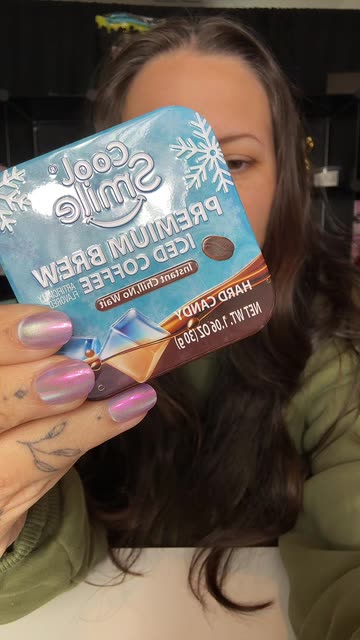 Cool
Smile
PREMIUM BREW
ICED COFFEE
ARTIFICIALLY
FLAVORED
Instant Chill, No Wait
HARD CANDY
NET WT. 1.06 OZ (30g)